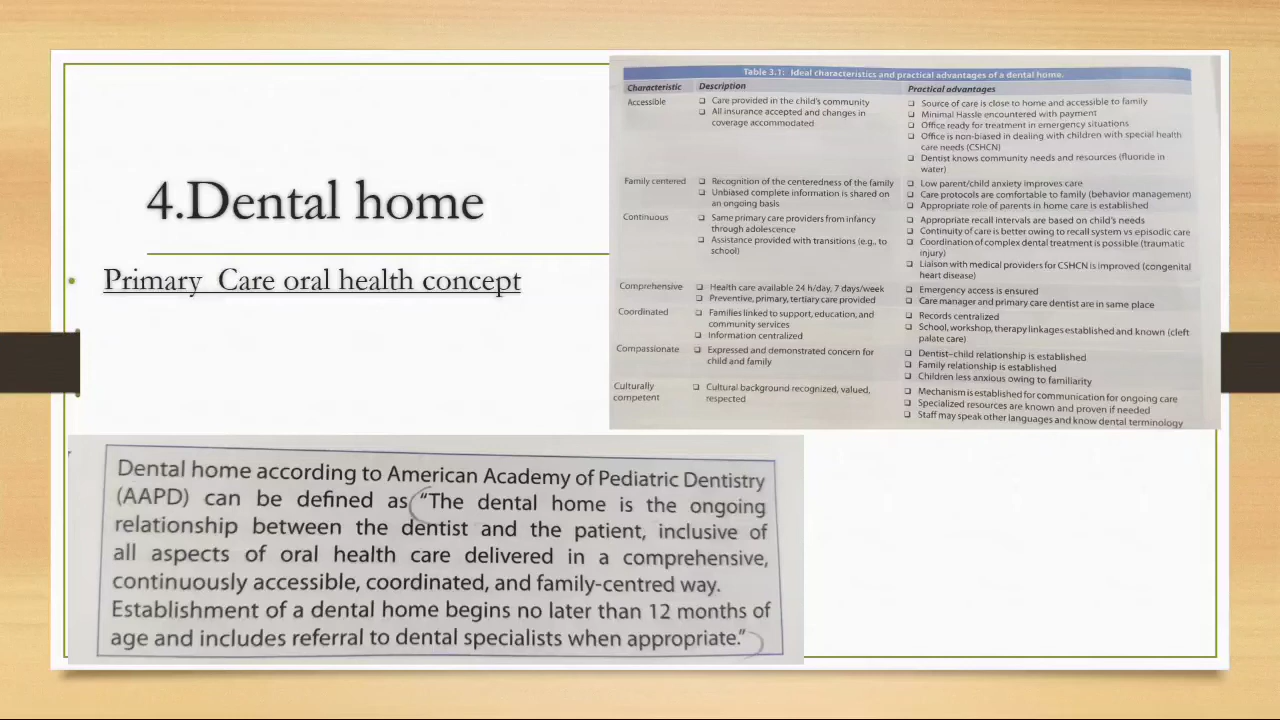 4.Dental home
• Primary Care oral health concept
Table 3.1: Ideal characteristics and practical advantages of a dental home.
Characteristic Description Practical advantages
Accessible
❑ Care provided in the child's community
❑ All insurance accepted and changes in
coverage accommodated
❑ Source of care is close to home and accessible to family
❑ Minimal Hassle encountered with payment
❑ Office ready for treatment in emergency situations
❑ Office is non-biased in dealing with children with special health
care needs (CSHCN)
❑ Dentist knows community needs and resources (fluoride in
water)
Family centered
❑ Recognition of the centeredness of the family
❑ Unbiased complete information is shared on
an ongoing basis
❑ Low parent/child anxiety improves care
❑ Care protocols are comfortable to family (behavior management)
❑ Appropriate role of parents in home care is established
Continuous
❑ Same primary care providers from infancy
through adolescence
❑ Assistance provided with transitions (e.g., to
school)
❑ Appropriate recall intervals are based on child's needs
❑ Continuity of care is better owing to recall system vs episodic care
❑ Coordination of complex dental treatment is possible (traumatic
injury)
❑ Liaison with medical providers for CSHCN is improved (congenital
heart disease)
Comprehensive
❑ Health care available 24 h/day, 7 days/week
❑ Preventive, primary, tertiary care provided
❑ Emergency access is ensured
❑ Care manager and primary care dentist are in same place
Coordinated
❑ Families linked to support, education, and
community services
❑ Information centralized
❑ Records centralized
❑ School, workshop, therapy linkages established and known (cleft
palate care)
Compassionate
❑ Expressed and demonstrated concern for
child and family
❑ Dentist–child relationship is established
❑ Family relationship is established
❑ Children less anxious owing to familiarity
Culturally
competent
❑ Cultural background recognized, valued,
respected
❑ Mechanism is established for communication for ongoing care
❑ Specialized resources are known and proven if needed
❑ Staff may speak other languages and know dental terminology
Dental home according to American Academy of Pediatric Dentistry
(AAPD) can be defined as “The dental home is the ongoing
relationship between the dentist and the patient, inclusive of
all aspects of oral health care delivered in a comprehensive,
continuously accessible, coordinated, and family-centred way.
Establishment of a dental home begins no later than 12 months of
age and includes referral to dental specialists when appropriate.”